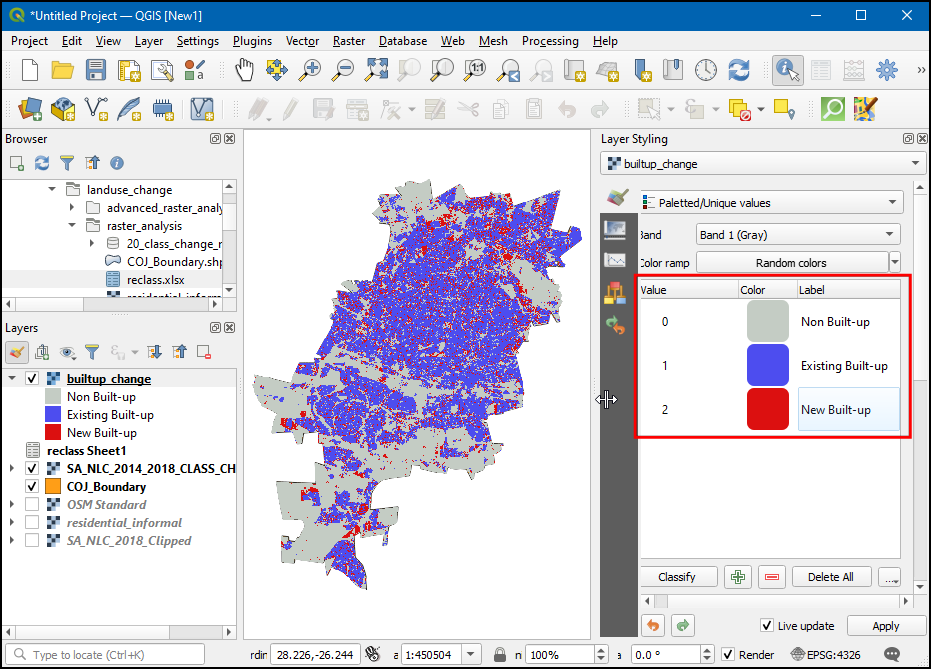 *Untitled Project — QGIS [New1]
Project Edit View Layer Settings Plugins Vector Raster Database Web Mesh Processing Help
Browser
landuse_change
advanced_raster_analy
raster_analysis
20_class_change_r
COJ_Boundary.shp
reclass.xlsx
residential_inform
Layers
builtup_change
Non Built-up
Existing Built-up
New Built-up
reclass Sheet1
SA_NLC_2014_2018_CLASS_CH
COJ_Boundary
OSM Standard
residential_informal
SA_NLC_2018_Clipped
Layer Styling
builtup_change
Paletted/Unique values
Band Band 1 (Gray)
Color ramp Random colors
Value Color Label
0 Non Built-up
1 Existing Built-up
2 New Built-up
Classify Delete All ...
Live update Apply
Type to locate (Ctrl+K) rdin 28.226,-26.244 a 1:450504 n 100% a 0.0 ° Render EPSG:4326